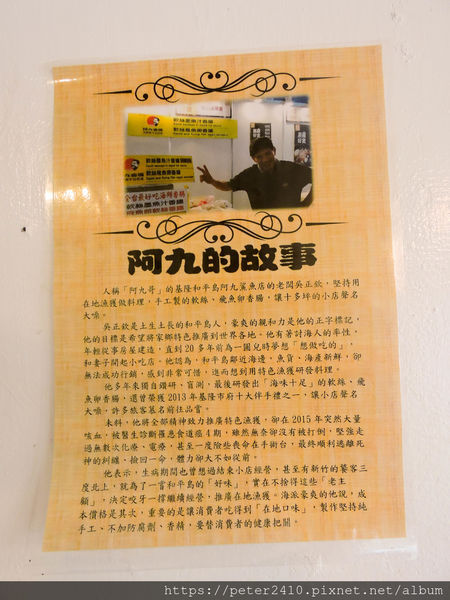 阿九的故事
人稱「阿九哥」的基隆和平島阿九鯊魚店的老闆吳正欽，堅持用
在地漁獲做料理，手工製的軟絲、飛魚卵香腸，讓十多坪的小店聲名
大噪。
吳正欽是土生土長的和平島人，豪爽的親和力是他的正字標記，
他的目標是希望將家鄉特色推廣到世界各地。他有著討海人的率性，
年輕從事房屋建造，直到20多年前為一圓兒時夢想「想做吃的」，
和妻子開起小吃店。他認為，和平島鄰近海邊，魚貨、海產新鮮，卻
無法成功行銷，感到非常可惜，進而想到用特色漁獲研發料理。
他多年來獨自鑽研、盲測，最後研發出「海味十足」的軟絲、飛
魚卵香腸，還曾榮獲2013年基隆市府十大伴手禮之一，讓小店聲名
大噪，許多旅客慕名前往品嘗。
未料，他將全部精神致力推廣特色漁獲，卻在2015年突然大量
咳血，被醫生診斷罹患食道癌4期，雖然無奈卻沒有被打倒，堅強走
過無數次化療、電療，甚至一度險些喪命在手術台，最終順利逃離死
神的糾纏、撿回一命，體力卻大不如從前。
他表示，生病期間也曾想過結束小店經營，甚至有新竹的饕客三
度北上，就為了一嘗和平島的「好味」，實在不捨得這些「老主
顧」，決定咬牙一撐繼續經營，推廣在地漁獲。海派豪爽的他說，成
本價格是其次，重要的是讓消費者吃得到「在地口味」，製作堅持純
手工、不加防腐劑、香精，要替消費者的健康把關。
https://peter2410.pixnet.net/album